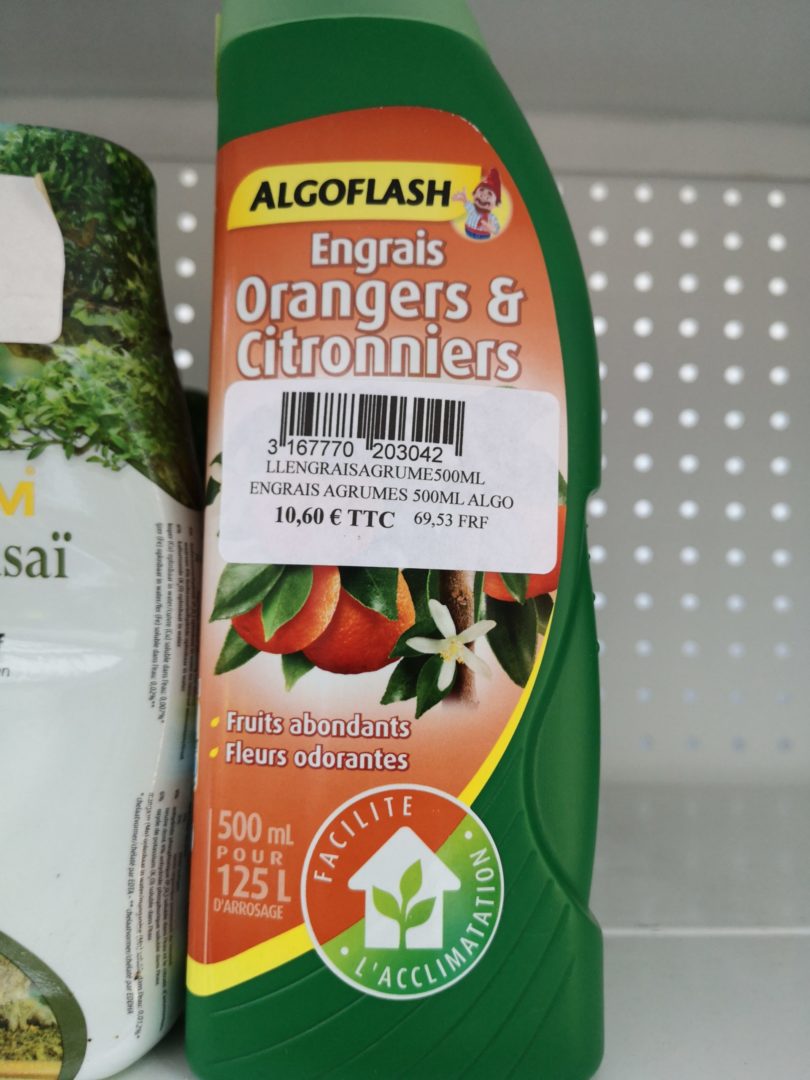 ALGOFLASH
Engrais
Orangers &
Citronniers
3 167770 203042
LLENGRAISAGRUME500ML
ENGRAIS AGRUMES 500ML ALGO
10,60 € TTC 69,53 FRF
Fruits abondants
Fleurs odorantes
500 mL
POUR
125 L
D'ARROSAGE
FACILITE
L'ACCLIMATATION